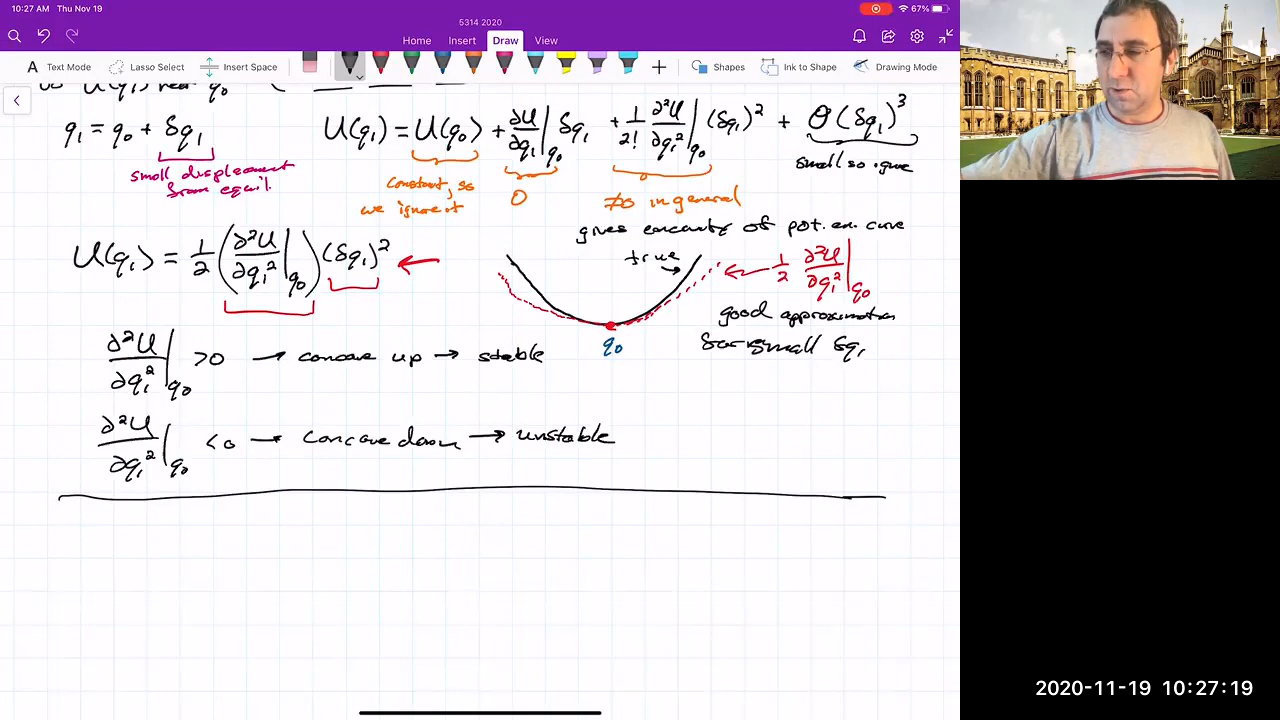 10:27 AM Thu Nov 19
67%
5314 2020
Home Insert Draw View
Text Mode Lasso Select Insert Space Shapes Ink to Shape Drawing Mode
U(q₁) near q₀
q₁ = q₀ + δq₁
small displacement
from equil.
U(q₁) = U(q₀) + ∂U/∂q₁|q₀ δq₁ + 1/2! ∂²U/∂q₁²|q₀ (δq₁)² + O(δq₁)³
constant, so
we ignore it
0
≠0 in general
small so ignore
gives concavity of pot. en. curve
U(q₁) = 1/2 (∂²U/∂q₁²|q₀) (δq₁)²
true
q₀
1/2 ∂²U/∂q₁²|q₀
good approximation
for small δq₁
∂²U/∂q₁²|q₀ >0 → concave up → stable
∂²U/∂q₁²|q₀ <0 → concave down → unstable
2020-11-19 10:27:19